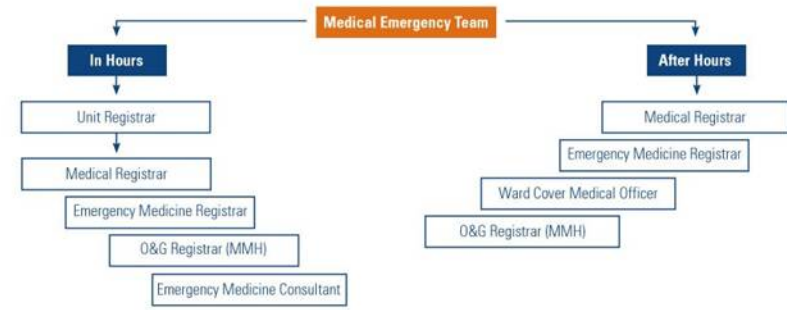 Medical Emergency Team
In Hours
Unit Registrar
Medical Registrar
Emergency Medicine Registrar
O&G Registrar (MMH)
Emergency Medicine Consultant
After Hours
Medical Registrar
Emergency Medicine Registrar
Ward Cover Medical Officer
O&G Registrar (MMH)